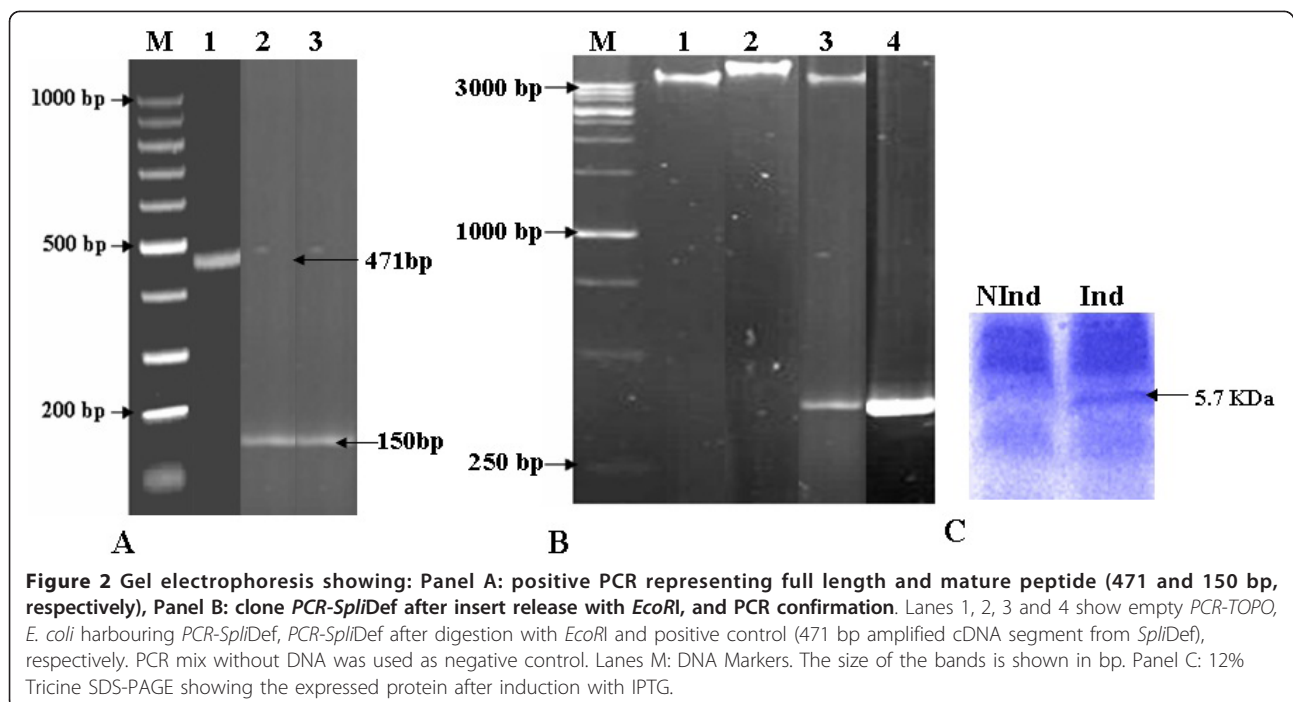 M 1 2 3
1000 bp
500 bp
471bp
200 bp
150bp
A
M 1 2 3 4
3000 bp
1000 bp
250 bp
B
NInd Ind
5.7 KDa
C
Figure 2 Gel electrophoresis showing: Panel A: positive PCR representing full length and mature peptide (471 and 150 bp,
respectively), Panel B: clone PCR-SpliDef after insert release with EcoRI, and PCR confirmation. Lanes 1, 2, 3 and 4 show empty PCR-TOPO,
E. coli harbouring PCR-SpliDef, PCR-SpliDef after digestion with EcoRI and positive control (471 bp amplified cDNA segment from SpliDef),
respectively. PCR mix without DNA was used as negative control. Lanes M: DNA Markers. The size of the bands is shown in bp. Panel C: 12%
Tricine SDS-PAGE showing the expressed protein after induction with IPTG.